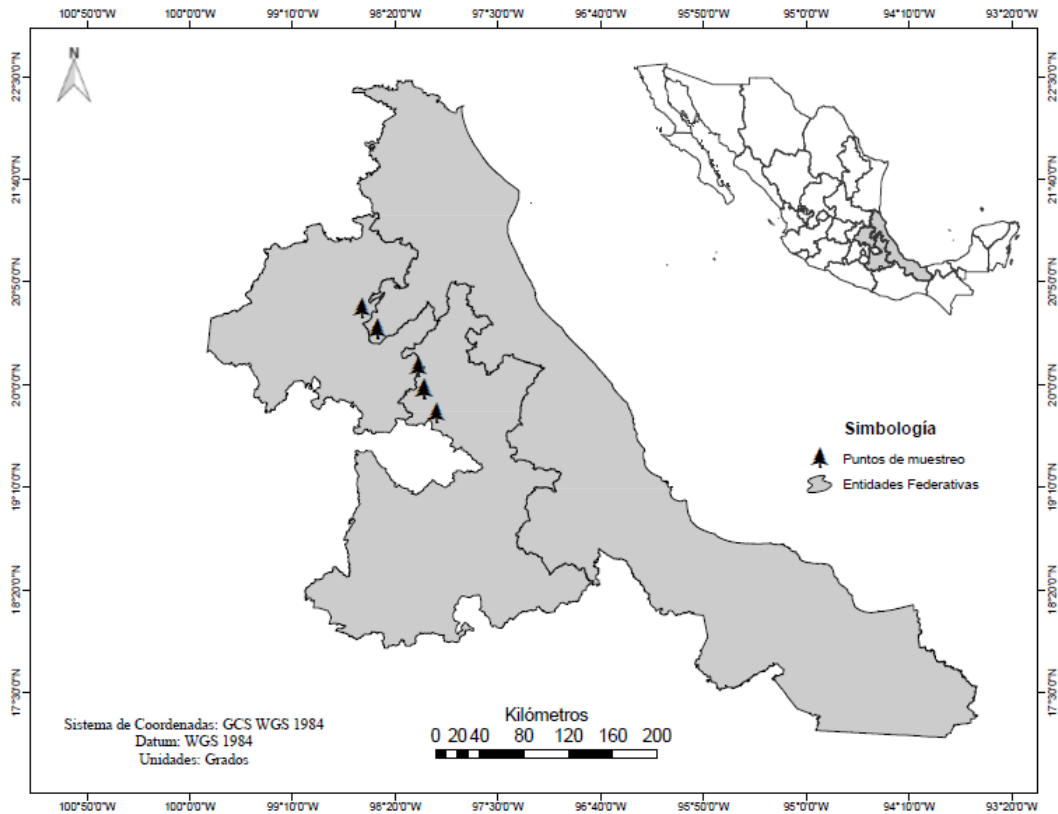 100°50'0"W 100°0'0"W 99°10'0"W 98°20'0"W 97°30'0"W 96°40'0"W 95°50'0"W 95°0'0"W 94°10'0"W 93°20'0"W
N
22°30'0"N 22°30'0"N
21°40'0"N 21°40'0"N
20°50'0"N 20°50'0"N
20°0'0"N 20°0'0"N
19°10'0"N 19°10'0"N
18°20'0"N 18°20'0"N
17°30'0"N 17°30'0"N
Simbología
Puntos de muestreo
Entidades Federativas
Sistema de Coordenadas: GCS WGS 1984
Datum: WGS 1984
Unidades: Grados
Kilómetros
0 20 40 80 120 160 200
100°50'0"W 100°0'0"W 99°10'0"W 98°20'0"W 97°30'0"W 96°40'0"W 95°50'0"W 95°0'0"W 94°10'0"W 93°20'0"W